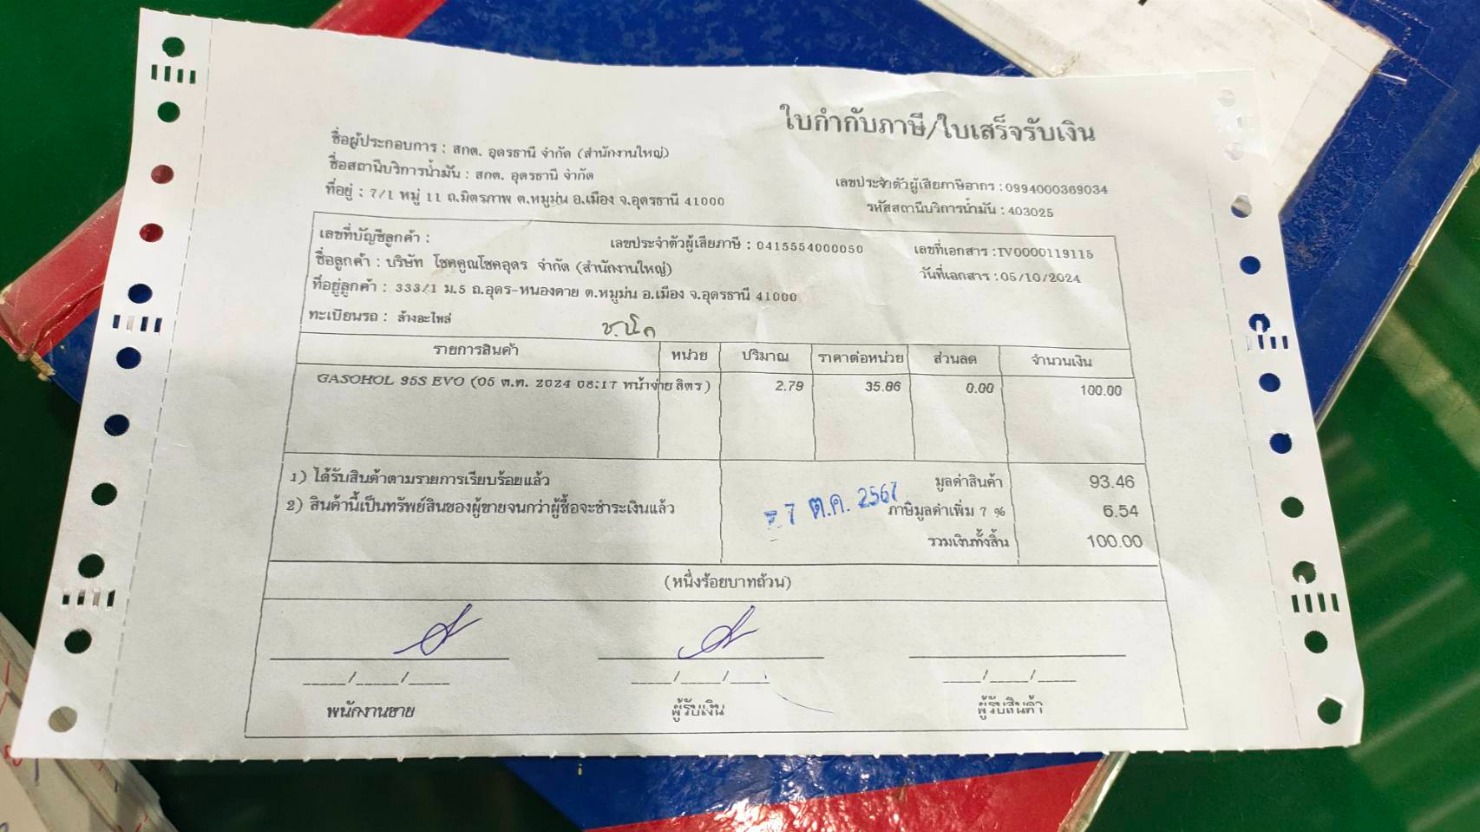 ใบกำกับภาษี/ใบเสร็จรับเงิน
ชื่อผู้ประกอบการ : สกต. อุดรธานี จำกัด (สำนักงานใหญ่)
ชื่อสถานีบริการน้ำมัน : สกต. อุดรธานี จำกัด
ที่อยู่ : 7/1 หมู่ 11 ถ.มิตรภาพ ต.หมูม่น อ.เมือง จ.อุดรธานี 41000
เลขประจำตัวผู้เสียภาษีอากร : 0994000369034
รหัสสถานีบริการน้ำมัน : 403025
เลขที่บัญชีลูกค้า : เลขประจำตัวผู้เสียภาษี : 0415554000050 เลขที่เอกสาร : IV0000119115
ชื่อลูกค้า : บริษัท โชคคูณโชคอุดร จำกัด (สำนักงานใหญ่) วันที่เอกสาร : 05/10/2024
ที่อยู่ลูกค้า : 333/1 ม.5 ถ.อุดร-หนองคาย ต.หมูม่น อ.เมือง จ.อุดรธานี 41000
ทะเบียนรถ : ล้างอะไหล่
รายการสินค้า หน่วย ปริมาณ ราคาต่อหน่วย ส่วนลด จำนวนเงิน
GASOHOL 95S EVO (05 ต.ค. 2024 08:17 หน้าจ่าย ลิตร) 2.79 35.86 0.00 100.00
1) ได้รับสินค้าตามรายการเรียบร้อยแล้ว มูลค่าสินค้า 93.46
2) สินค้านี้เป็นทรัพย์สินของผู้ขายจนกว่าผู้ซื้อจะชำระเงินแล้ว ภาษีมูลค่าเพิ่ม 7 % 6.54
- 7 ต.ค. 2567
รวมเงินทั้งสิ้น 100.00
(หนึ่งร้อยบาทถ้วน)
____/____/____ ____/____/____ ____/____/____
พนักงานขาย ผู้รับเงิน ผู้รับสินค้า